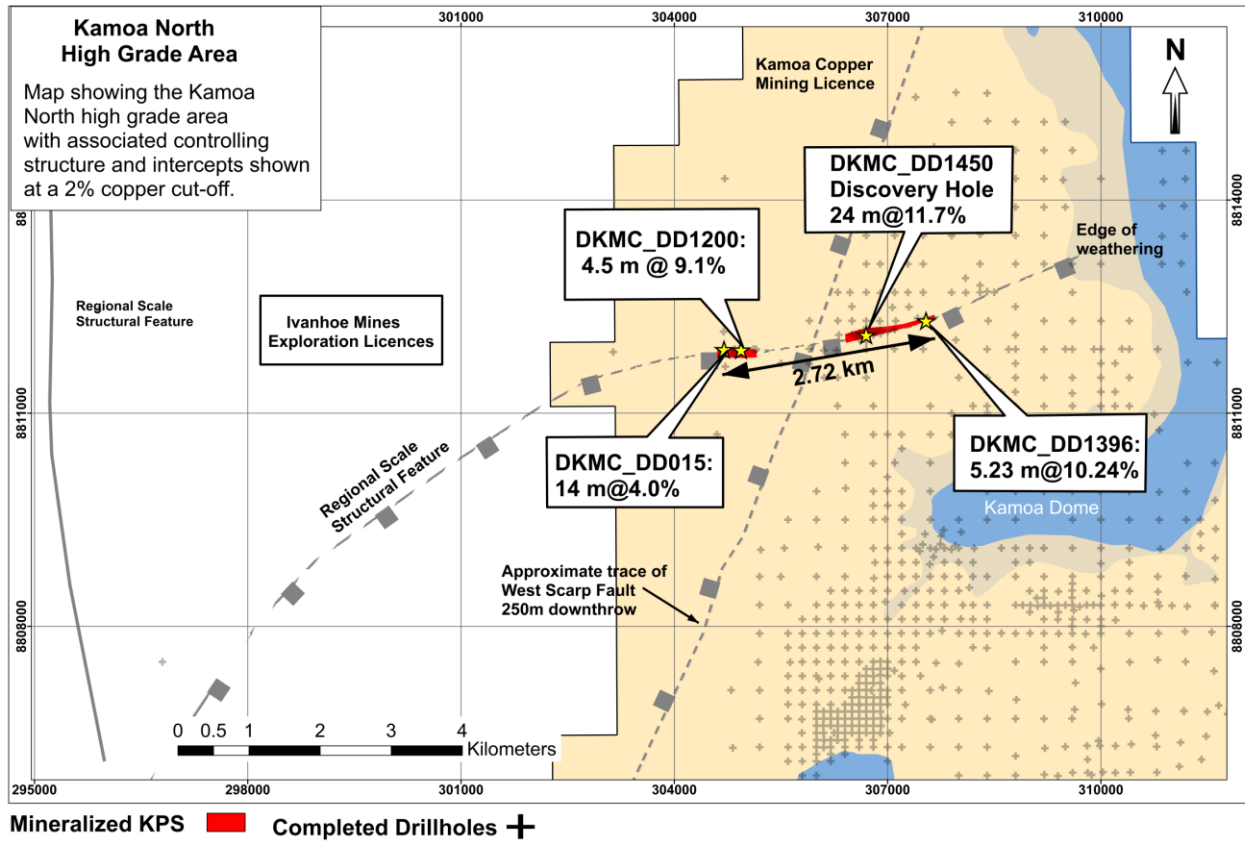 Kamoa North
High Grade Area
Map showing the Kamoa
North high grade area
with associated controlling
structure and intercepts shown
at a 2% copper cut-off.
301000
304000
307000
310000
Kamoa Copper
Mining Licence
N
DKMC_DD1450
Discovery Hole
24 m@11.7%
8814000
DKMC_DD1200:
4.5 m @ 9.1%
Edge of
weathering
Regional Scale
Structural Feature
Ivanhoe Mines
Exploration Licences
2.72 km
8811000
8811000
DKMC_DD015:
14 m@4.0%
DKMC_DD1396:
5.23 m@10.24%
Regional Scale
Structural Feature
Kamoa Dome
Approximate trace of
West Scarp Fault
250m downthrow
8808000
8808000
0 0.5 1 2 3 4
Kilometers
295000
298000
301000
304000
307000
310000
Mineralized KPS
Completed Drillholes